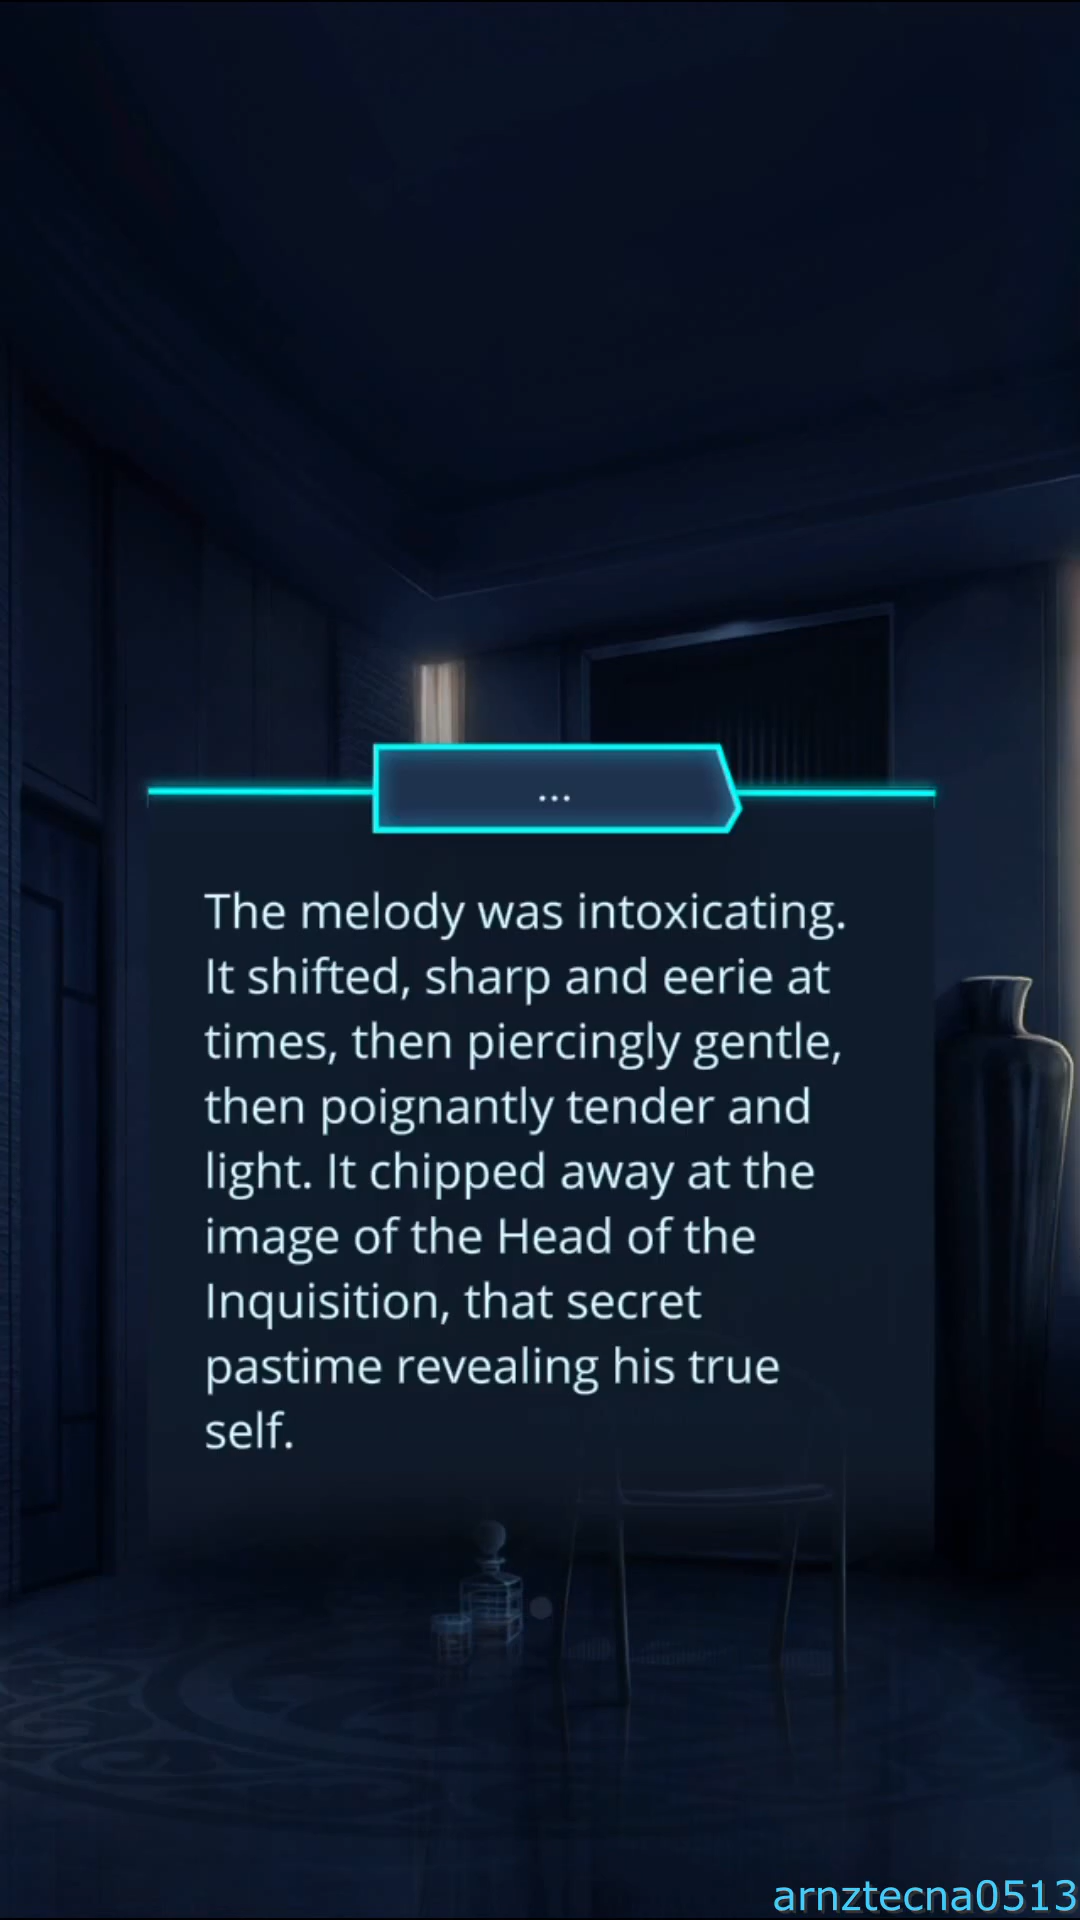 ...
The melody was intoxicating.
It shifted, sharp and eerie at
times, then piercingly gentle,
then poignantly tender and
light. It chipped away at the
image of the Head of the
Inquisition, that secret
pastime revealing his true
self.
arnztecna0513